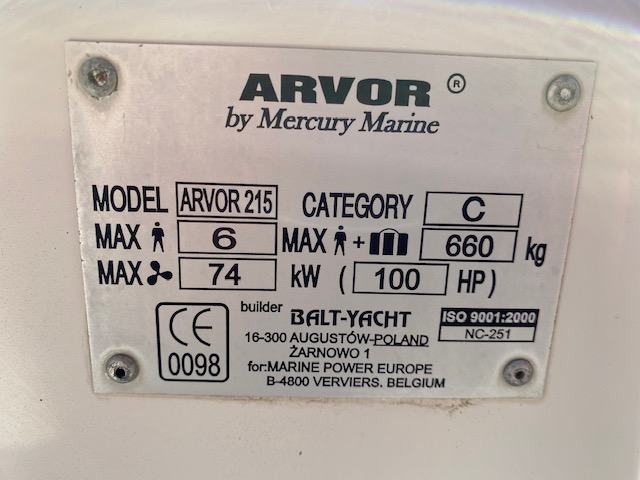 ARVOR ®
by Mercury Marine
MODEL ARVOR 215 CATEGORY C
MAX 6 MAX + 660 kg
MAX 74 kW ( 100 HP )
CE 0098
builder BALT-YACHT
16-300 AUGUSTÓW-POLAND
ŻARNOWO 1
for:MARINE POWER EUROPE
B-4800 VERVIERS, BELGIUM
ISO 9001:2000
NC-251